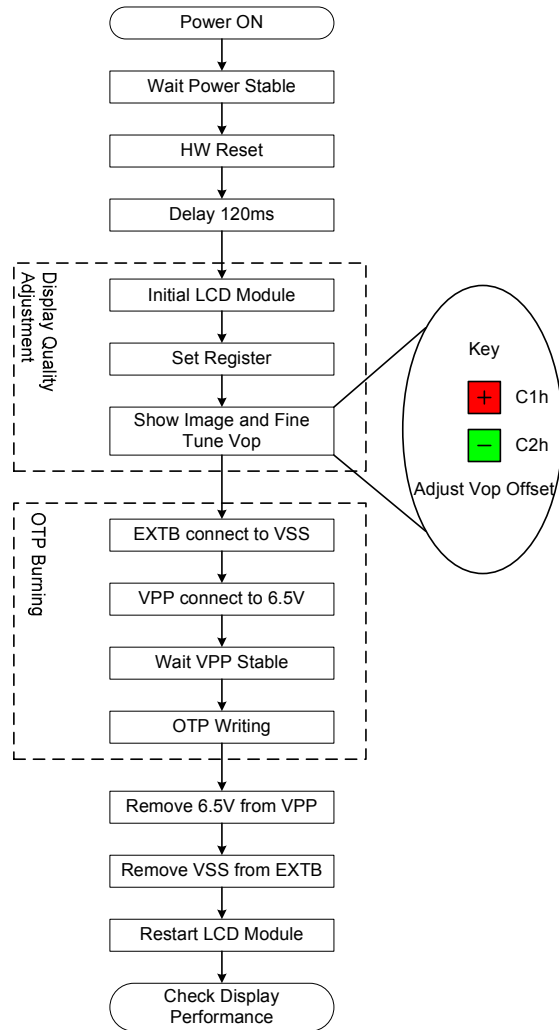 Power ON
Wait Power Stable
HW Reset
Delay 120ms
Display Quality
Adjustment
Initial LCD Module
Set Register
Show Image and Fine
Tune Vop
Key
+ C1h
− C2h
Adjust Vop Offset
OTP Burning
EXTB connect to VSS
VPP connect to 6.5V
Wait VPP Stable
OTP Writing
Remove 6.5V from VPP
Remove VSS from EXTB
Restart LCD Module
Check Display
Performance